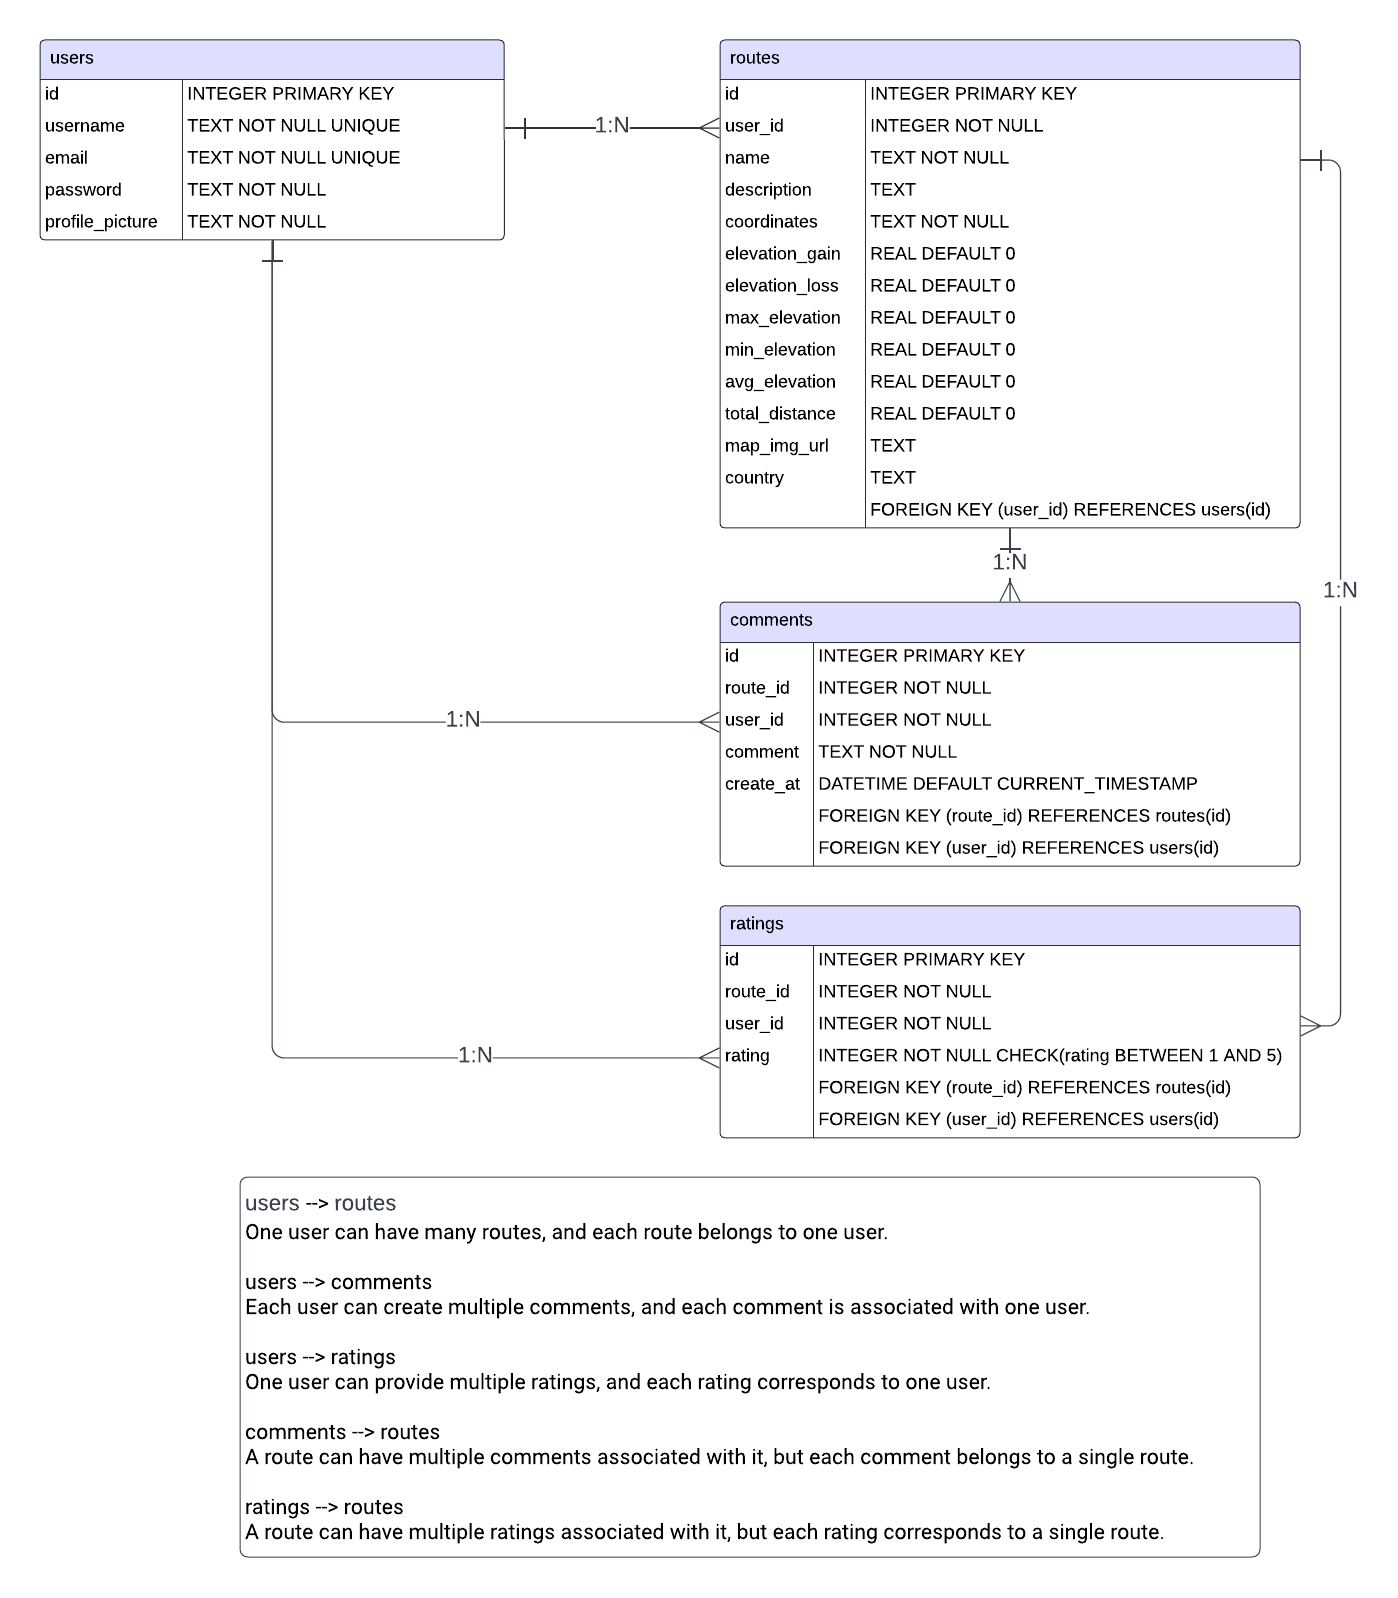 users
id INTEGER PRIMARY KEY
username TEXT NOT NULL UNIQUE
email TEXT NOT NULL UNIQUE
password TEXT NOT NULL
profile_picture TEXT NOT NULL
1:N
routes
id INTEGER PRIMARY KEY
user_id INTEGER NOT NULL
name TEXT NOT NULL
description TEXT
coordinates TEXT NOT NULL
elevation_gain REAL DEFAULT 0
elevation_loss REAL DEFAULT 0
max_elevation REAL DEFAULT 0
min_elevation REAL DEFAULT 0
avg_elevation REAL DEFAULT 0
total_distance REAL DEFAULT 0
map_img_url TEXT
country TEXT
FOREIGN KEY (user_id) REFERENCES users(id)
1:N
1:N
comments
id INTEGER PRIMARY KEY
route_id INTEGER NOT NULL
user_id INTEGER NOT NULL
comment TEXT NOT NULL
create_at DATETIME DEFAULT CURRENT_TIMESTAMP
FOREIGN KEY (route_id) REFERENCES routes(id)
FOREIGN KEY (user_id) REFERENCES users(id)
1:N
ratings
id INTEGER PRIMARY KEY
route_id INTEGER NOT NULL
user_id INTEGER NOT NULL
rating INTEGER NOT NULL CHECK(rating BETWEEN 1 AND 5)
FOREIGN KEY (route_id) REFERENCES routes(id)
FOREIGN KEY (user_id) REFERENCES users(id)
1:N
users --> routes
One user can have many routes, and each route belongs to one user.
users --> comments
Each user can create multiple comments, and each comment is associated with one user.
users --> ratings
One user can provide multiple ratings, and each rating corresponds to one user.
comments --> routes
A route can have multiple comments associated with it, but each comment belongs to a single route.
ratings --> routes
A route can have multiple ratings associated with it, but each rating corresponds to a single route.